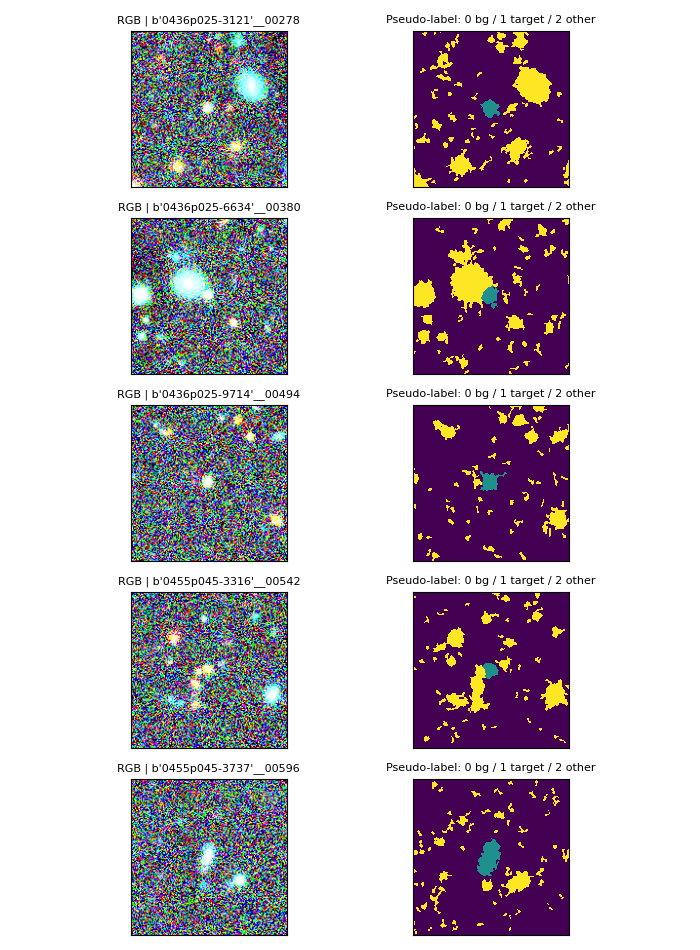 RGB | b'0436p025-3121'__00278
Pseudo-label: 0 bg / 1 target / 2 other
RGB | b'0436p025-6634'__00380
Pseudo-label: 0 bg / 1 target / 2 other
RGB | b'0436p025-9714'__00494
Pseudo-label: 0 bg / 1 target / 2 other
RGB | b'0455p045-3316'__00542
Pseudo-label: 0 bg / 1 target / 2 other
RGB | b'0455p045-3737'__00596
Pseudo-label: 0 bg / 1 target / 2 other